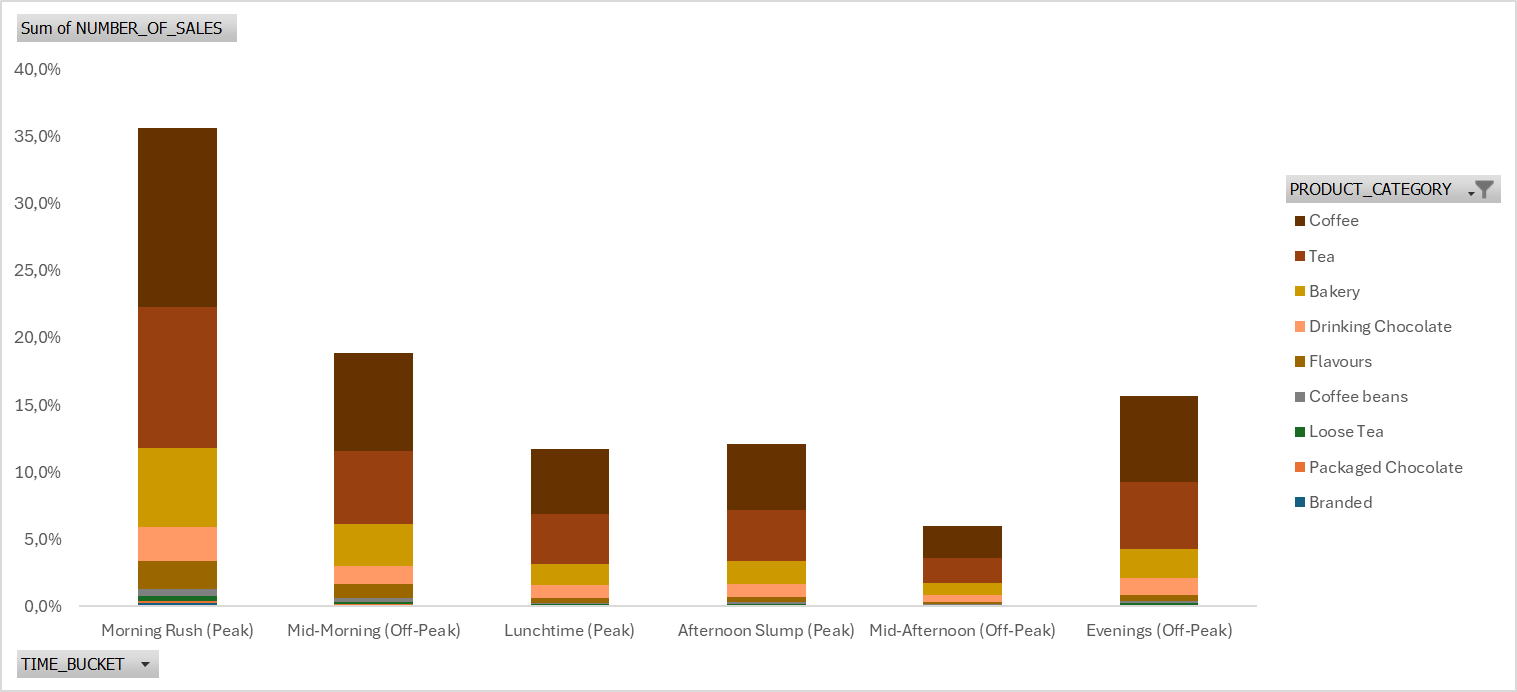 Sum of NUMBER_OF_SALES
40,0%
35,0%
30,0%
25,0%
20,0%
15,0%
10,0%
5,0%
0,0%
Morning Rush (Peak)
Mid-Morning (Off-Peak)
Lunchtime (Peak)
Afternoon Slump (Peak)
Mid-Afternoon (Off-Peak)
Evenings (Off-Peak)
TIME_BUCKET
PRODUCT_CATEGORY
Coffee
Tea
Bakery
Drinking Chocolate
Flavours
Coffee beans
Loose Tea
Packaged Chocolate
Branded